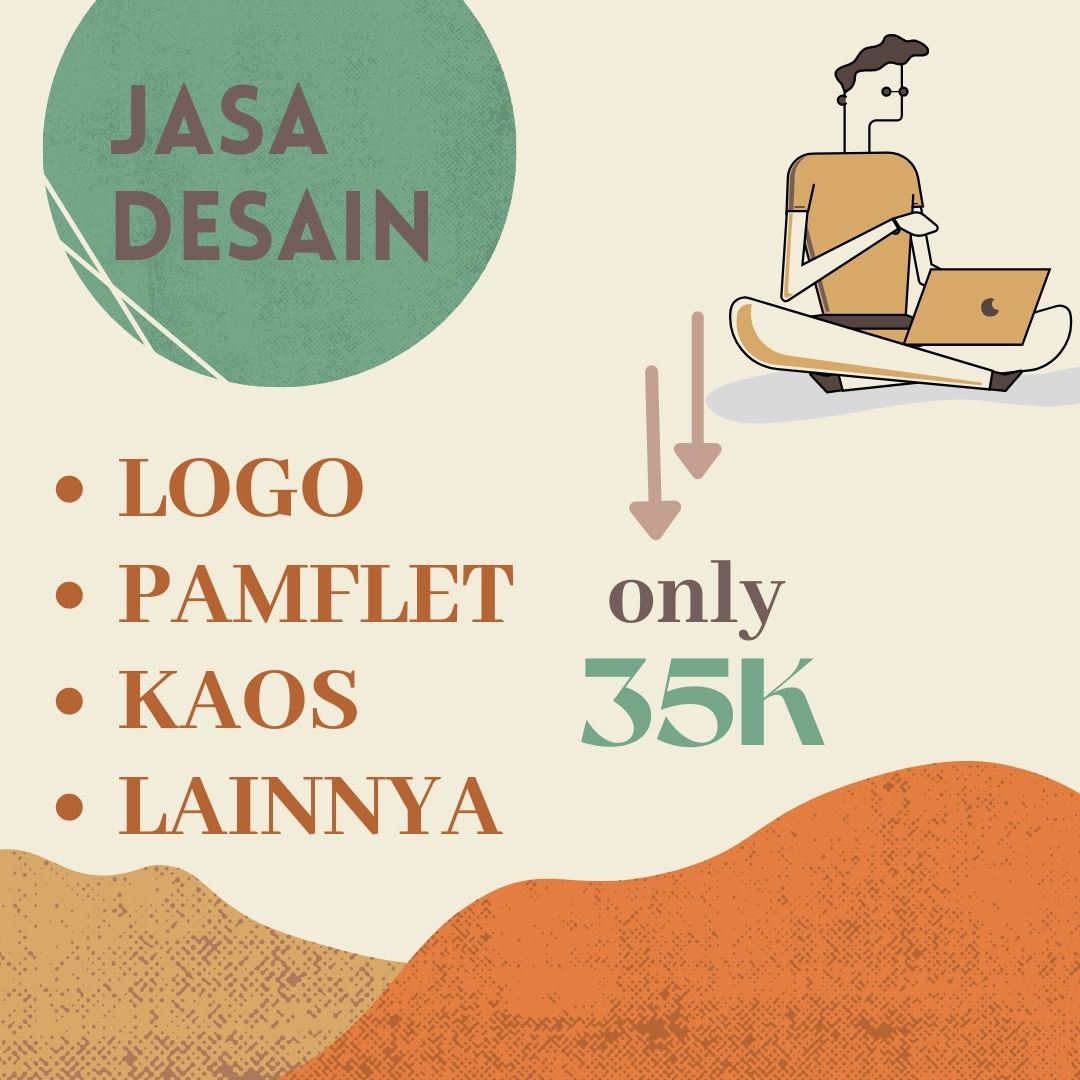 JASA
DESAIN
• LOGO
• PAMFLET
• KAOS
• LAINNYA
only
35K